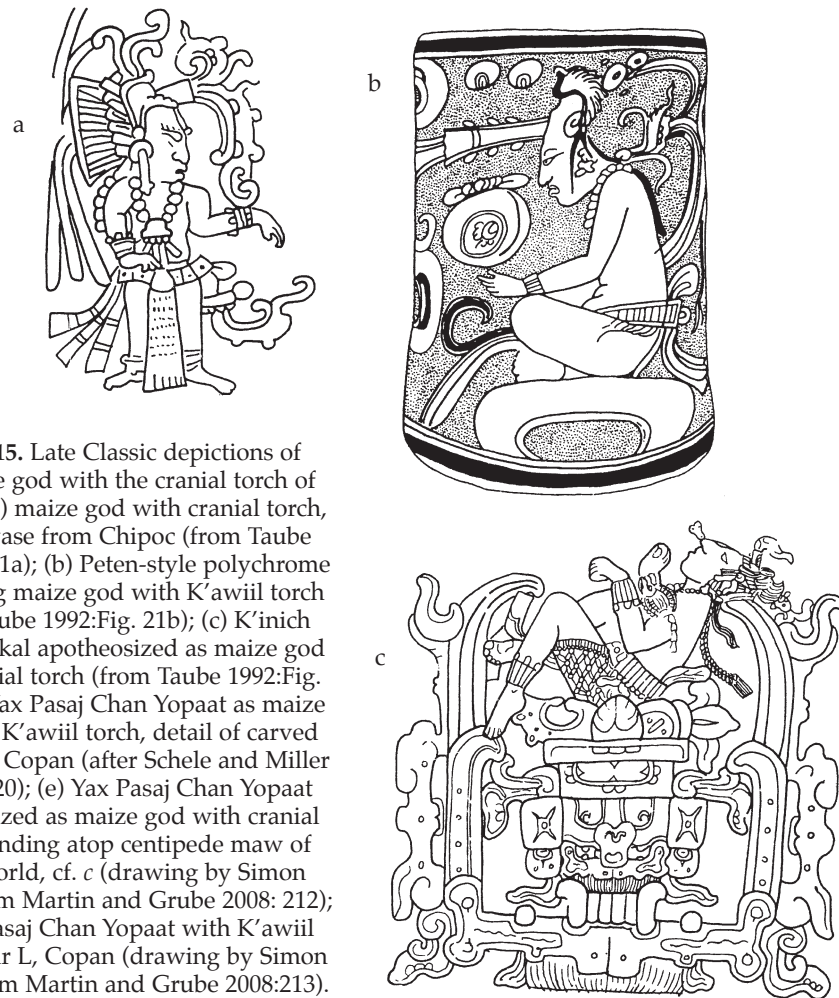 a
b
15. Late Classic depictions of
god with the cranial torch of
) maize god with cranial torch,
ase from Chipoc (from Taube
1a); (b) Peten-style polychrome
maize god with K’awiil torch
ube 1992:Fig. 21b); (c) K’inich
kal apotheosized as maize god
ial torch (from Taube 1992:Fig.
ax Pasaj Chan Yopaat as maize
K’awiil torch, detail of carved
Copan (after Schele and Miller
20); (e) Yax Pasaj Chan Yopaat
zed as maize god with cranial
nding atop centipede maw of
orld, cf. c (drawing by Simon
m Martin and Grube 2008: 212);
asaj Chan Yopaat with K’awiil
r L, Copan (drawing by Simon
m Martin and Grube 2008:213).
c